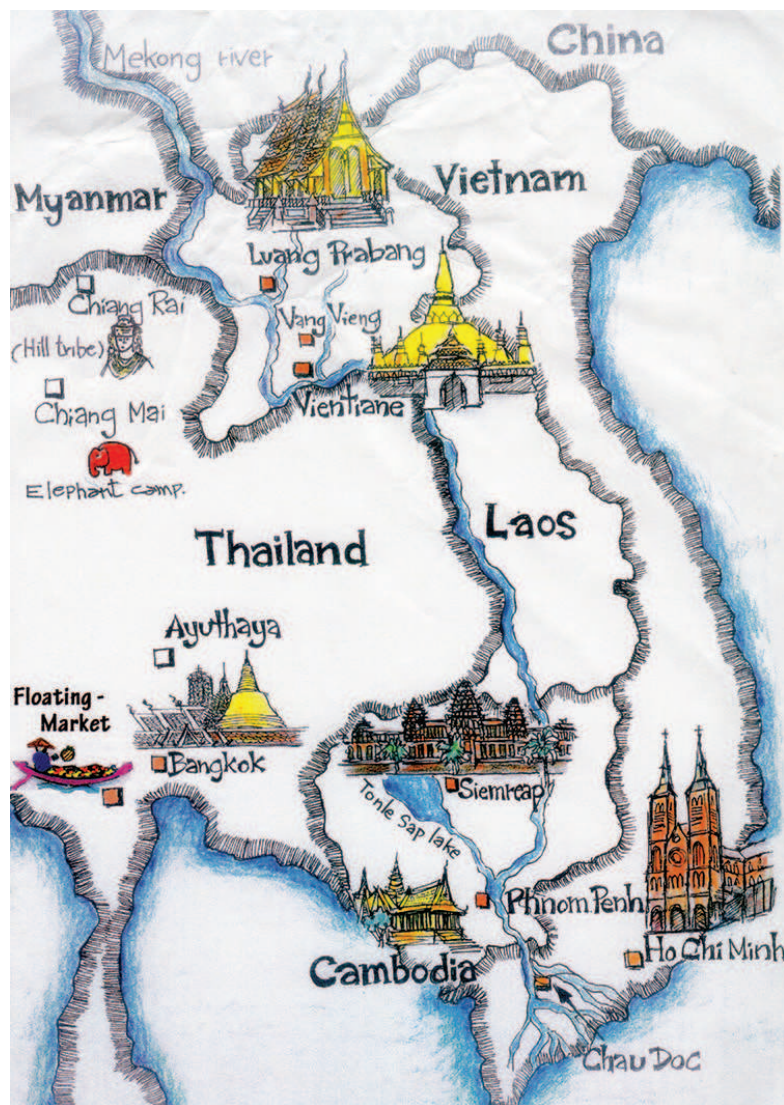 China
Mekong river
Vietnam
Myanmar
Luang Prabang
Chiang Rai
Vang Vieng
(Hill tribe)
Chiang Mai
Vientiane
Elephant camp.
Laos
Thailand
Ayuthaya
Floating -
Market
Bangkok
Siemreap
Tonle Sap lake
Phnom Penh
Ho Chi Minh
Cambodia
Chau Doc